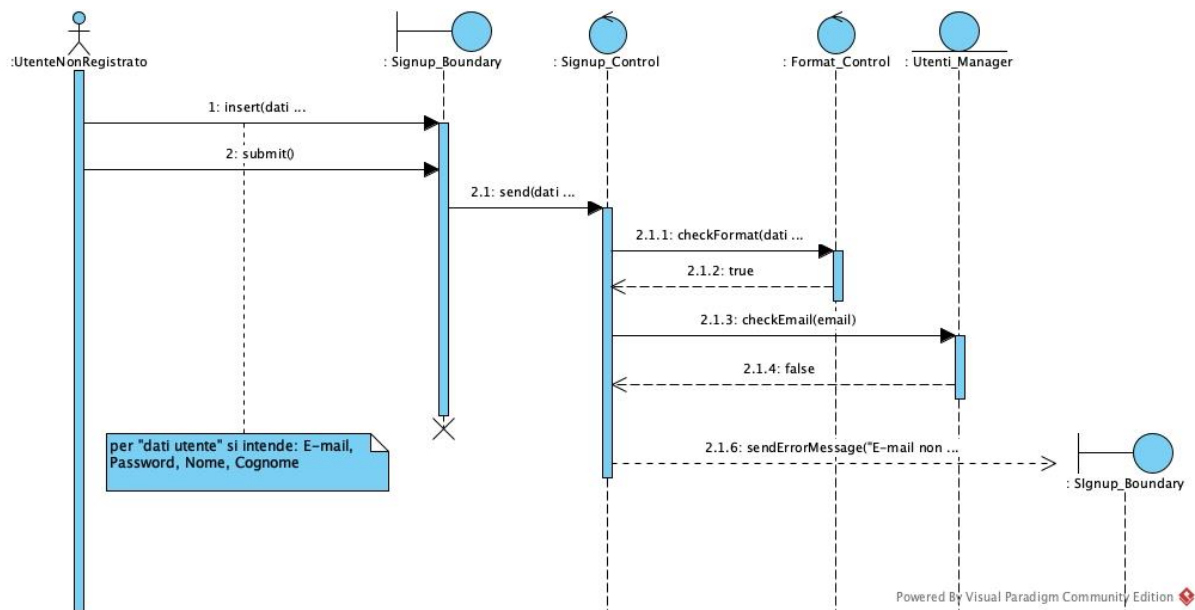 :UtenteNonRegistrato
: Signup_Boundary
: Signup_Control
: Format_Control
: Utenti_Manager
1: insert(dati ...
2: submit()
2.1: send(dati ...
2.1.1: checkFormat(dati ...
2.1.2: true
2.1.3: checkEmail(email)
2.1.4: false
per "dati utente" si intende: E-mail,
Password, Nome, Cognome
2.1.6: sendErrorMessage("E-mail non ...
: SIgnup_Boundary
Powered By Visual Paradigm Community Edition